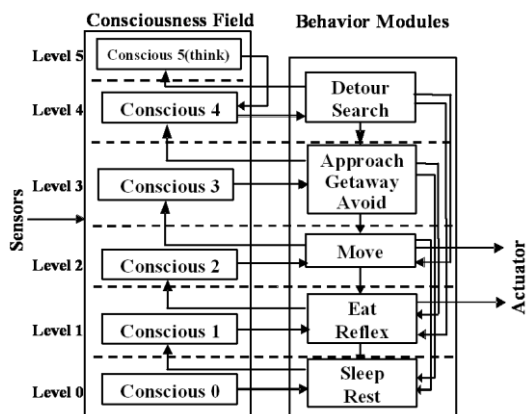 Consciousness Field
Behavior Modules
Level 5
Conscious 5(think)
Level 4
Conscious 4
Detour
Search
Level 3
Conscious 3
Approach
Getaway
Avoid
Sensors
Level 2
Conscious 2
Move
Actuator
Level 1
Conscious 1
Eat
Reflex
Level 0
Conscious 0
Sleep
Rest